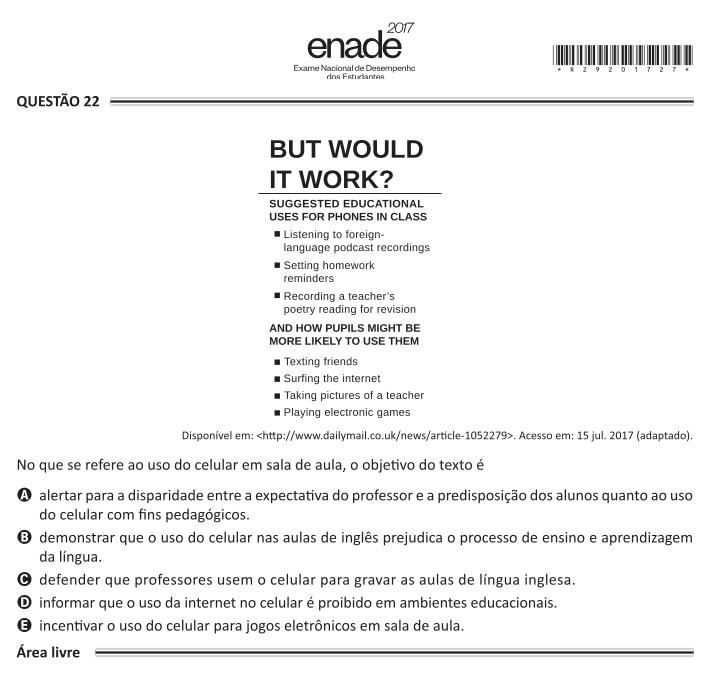 2017
enade
Exame Nacional de Desempenho
dos Estudantes
* R 2 9 2 0 1 7 2 7 *
QUESTÃO 22
BUT WOULD
IT WORK?
SUGGESTED EDUCATIONAL
USES FOR PHONES IN CLASS
■ Listening to foreign-
language podcast recordings
■ Setting homework
reminders
■ Recording a teacher's
poetry reading for revision
AND HOW PUPILS MIGHT BE
MORE LIKELY TO USE THEM
■ Texting friends
■ Surfing the internet
■ Taking pictures of a teacher
■ Playing electronic games
Disponível em: <http://www.dailymail.co.uk/news/article-1052279>. Acesso em: 15 jul. 2017 (adaptado).
No que se refere ao uso do celular em sala de aula, o objetivo do texto é
A alertar para a disparidade entre a expectativa do professor e a predisposição dos alunos quanto ao uso
do celular com fins pedagógicos.
B demonstrar que o uso do celular nas aulas de inglês prejudica o processo de ensino e aprendizagem
da língua.
C defender que professores usem o celular para gravar as aulas de língua inglesa.
D informar que o uso da internet no celular é proibido em ambientes educacionais.
E incentivar o uso do celular para jogos eletrônicos em sala de aula.
Área livre